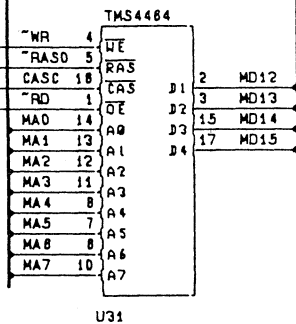 TMS4464
~WR 4 WE
~RAS0 5 RAS
CASC 16 CAS 2 D1 MD12
~RD 1 OE 3 D2 MD13
MA0 14 A0 15 D3 MD14
MA1 13 A1 17 D4 MD15
MA2 12 A2
MA3 11 A3
MA4 8 A4
MA5 7 A5
MA6 6 A6
MA7 10 A7
U31